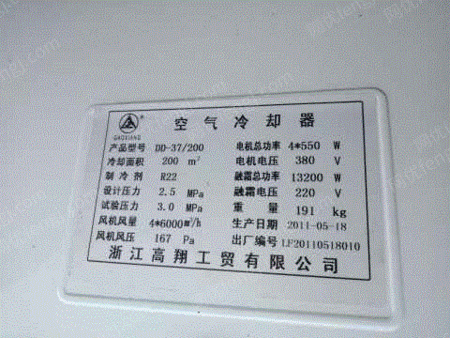 GAOXIANG
空气冷却器
产品型号 DD-37/200 电机总功率 4*550 W
冷却面积 200 m² 电机电压 380 V
制冷剂 R22 融霜总功率 13200 W
设计压力 2.5 MPa 融霜电压 220 V
试验压力 3.0 MPa 重量 191 kg
风机风量 4*6000m³/h 生产日期 2011-05-18
风机风压 167 Pa 出厂编号 LF20110518010
浙江高翔工贸有限公司